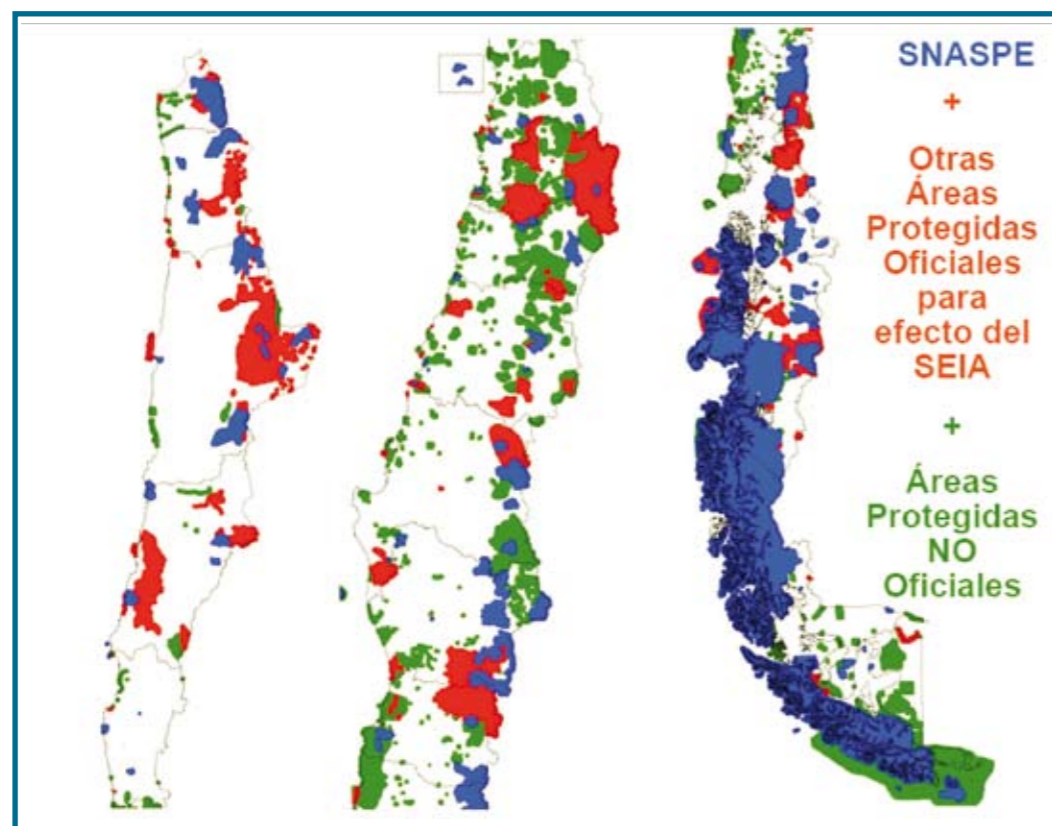 SNASPE
+
Otras
Áreas
Protegidas
Oficiales
para
efecto del
SEIA
+
Áreas
Protegidas
NO
Oficiales